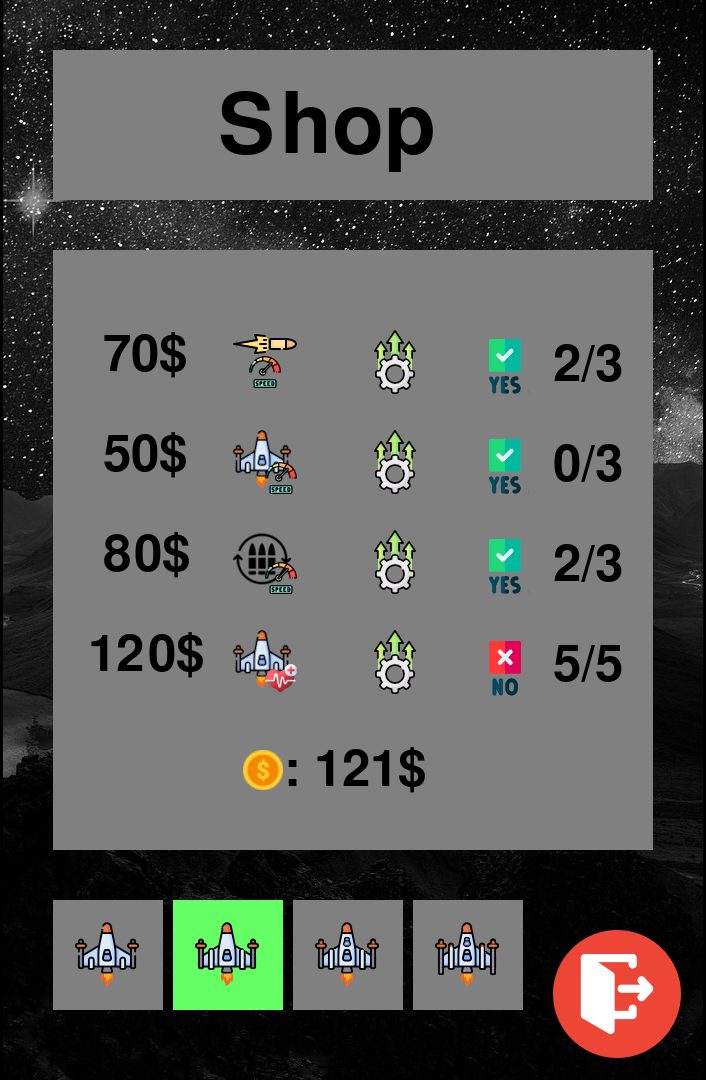 Shop
70$ SPEED YES 2/3
50$ SPEED YES 0/3
80$ SPEED YES 2/3
120$ NO 5/5
$ : 121$